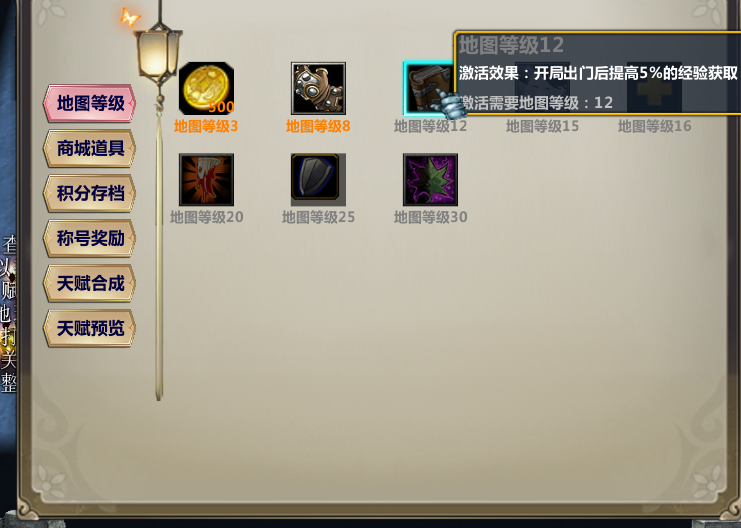 地图等级
商城道具
积分存档
称号奖励
天赋合成
天赋预览
500
地图等级3
地图等级8
地图等级12
地图等级15
地图等级16
地图等级20
地图等级25
地图等级30
地图等级12
激活效果：开局出门后提高5%的经验获取
激活需要地图等级：12
以
赋
关
整